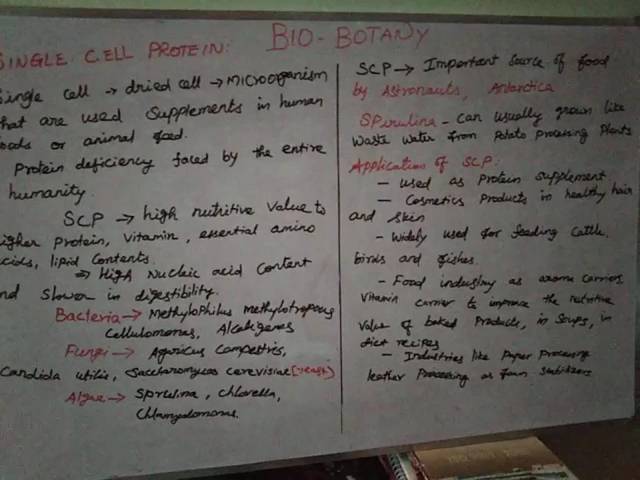 BIO-BOTANY
SINGLE CELL PROTEIN:
Single cell → dried cell → microorganism
that are used supplements in human
foods or animal feed.
Protein deficiency faced by the entire
humanity.
SCP → high nutritive value to
higher Protein, vitamin, essential amino
acids, lipid contents.
⇒ High Nucleic acid content
and slower in digestibility.
Bacteria → Methylophilus methylotropous
Cellulomonas, Alcaligenes
Fungi → Agaricus Campestris,
Candida utilis, Saccharomyces cerevisiae (yeast)
Algae → Spirulina, Chlorella,
Chlamydomonas.
SCP → Important Source of food
by Astronauts, Antarctica
Spirulina - can usually grown like
waste water from Potato processing Plants
Application of SCP:
- used as Protein Supplement
- Cosmetics Products in healthy hair
and skin
- Widely used for feeding cattle,
birds and fishes.
- Food industry as aroma carriers
Vitamin carrier to improve the nutritive
value of baked Products, in Soups, in
diet recipes
- Industries like Paper Processing
leather Processing as foam stabilizers